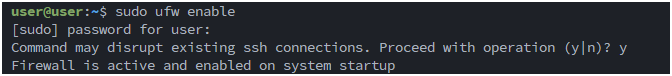 user@user:~$ sudo ufw enable
[sudo] password for user:
Command may disrupt existing ssh connections. Proceed with operation (y|n)? y
Firewall is active and enabled on system startup